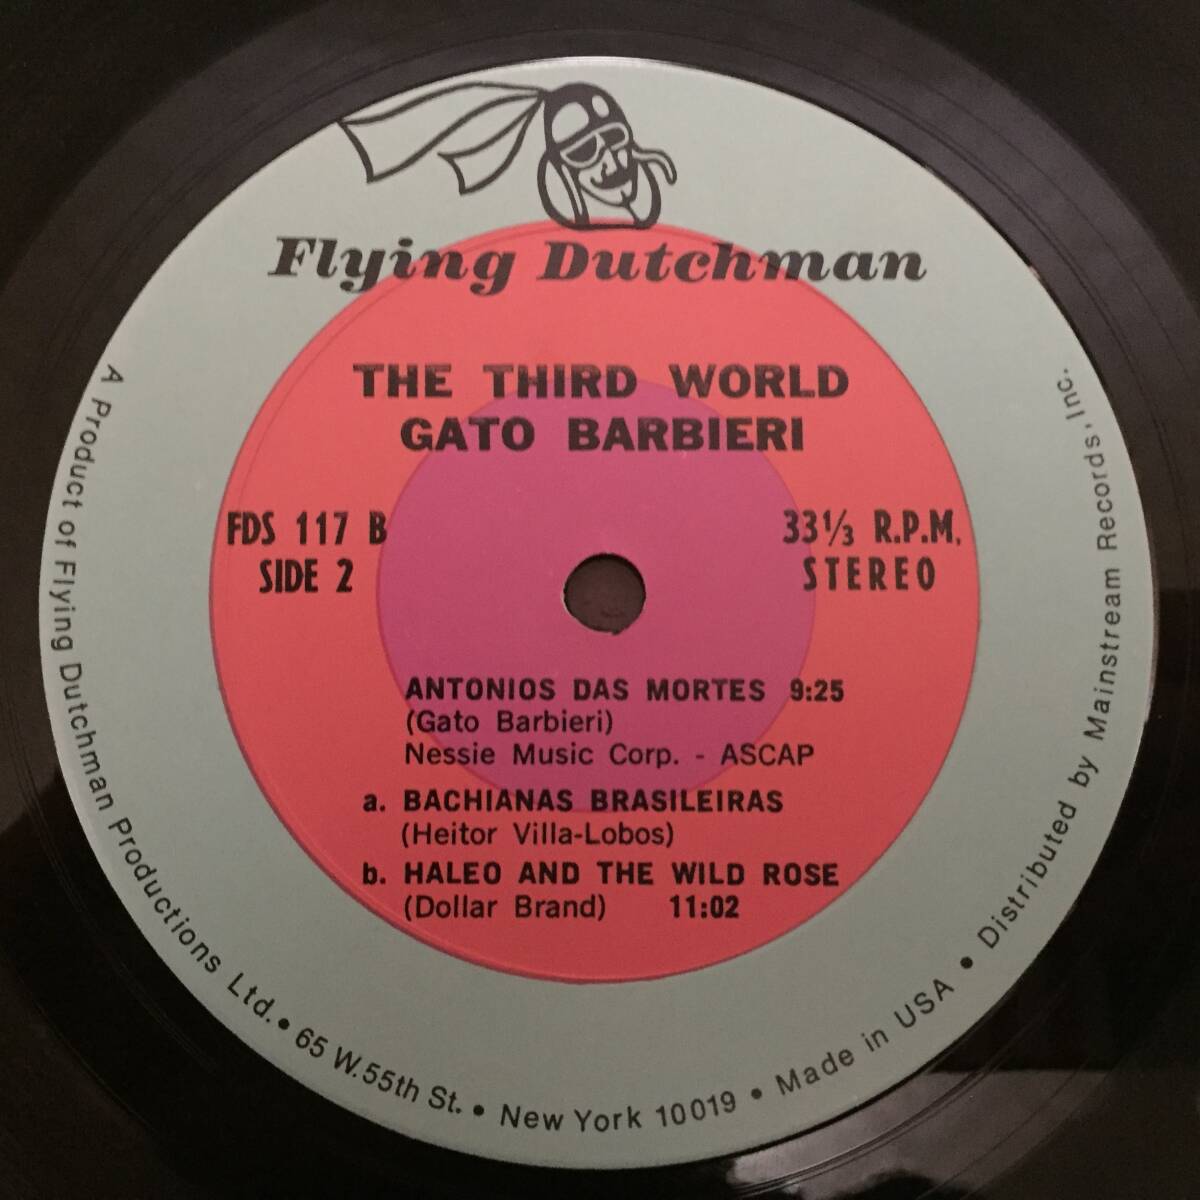 Flying Dutchman
THE THIRD WORLD
GATO BARBIERI
FDS 117 B
SIDE 2
33⅓ R.P.M.
STEREO
ANTONIOS DAS MORTES 9:25
(Gato Barbieri)
Nessie Music Corp. - ASCAP
a. BACHIANAS BRASILEIRAS
(Heitor Villa-Lobos)
b. HALEO AND THE WILD ROSE
(Dollar Brand) 11:02
A Product of Flying Dutchman Productions Ltd. • 65 W.55th St. • New York 10019 • Made in USA • Distributed by Mainstream Records, Inc.